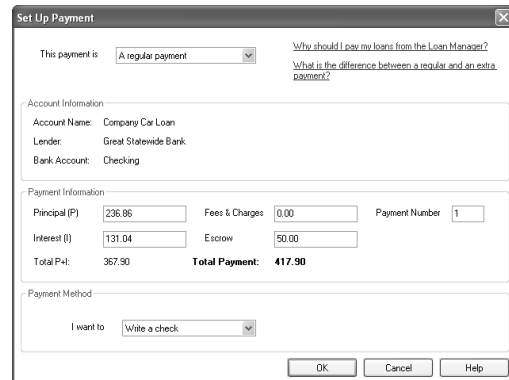 Set Up Payment
This payment is A regular payment
Why should I pay my loans from the Loan Manager?
What is the difference between a regular and an extra
payment?
Account Information
Account Name: Company Car Loan
Lender: Great Statewide Bank
Bank Account: Checking
Payment Information
Principal (P) 236.86 Fees & Charges 0.00 Payment Number 1
Interest (I) 131.04 Escrow 50.00
Total P+I: 367.90 Total Payment: 417.90
Payment Method
I want to Write a check
OK Cancel Help